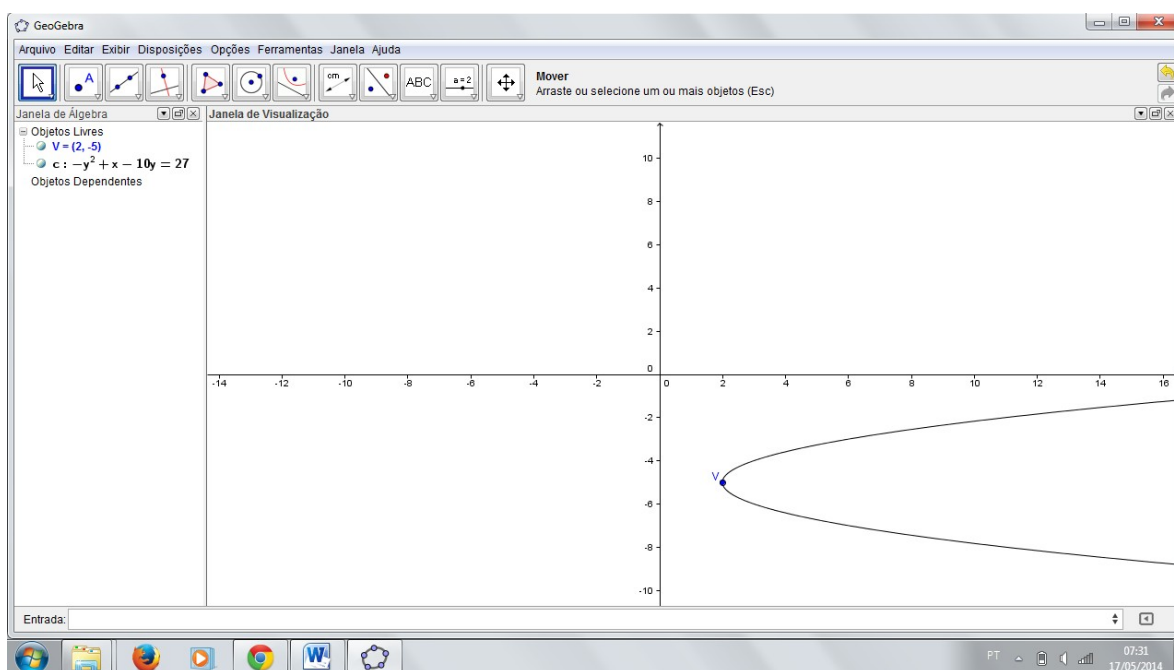 GeoGebra
Arquivo Editar Exibir Disposições Opções Ferramentas Janela Ajuda
A
cm
ABC
a=2
Mover
Arraste ou selecione um ou mais objetos (Esc)
Janela de Álgebra
Janela de Visualização
Objetos Livres
V = (2, -5)
c : −y² + x − 10y = 27
Objetos Dependentes
10
8
6
4
2
0
-14 -12 -10 -8 -6 -4 -2 0 2 4 6 8 10 12 14 16
-2
-4
V
-6
-8
-10
Entrada:
W
PT
07:31
17/05/2014